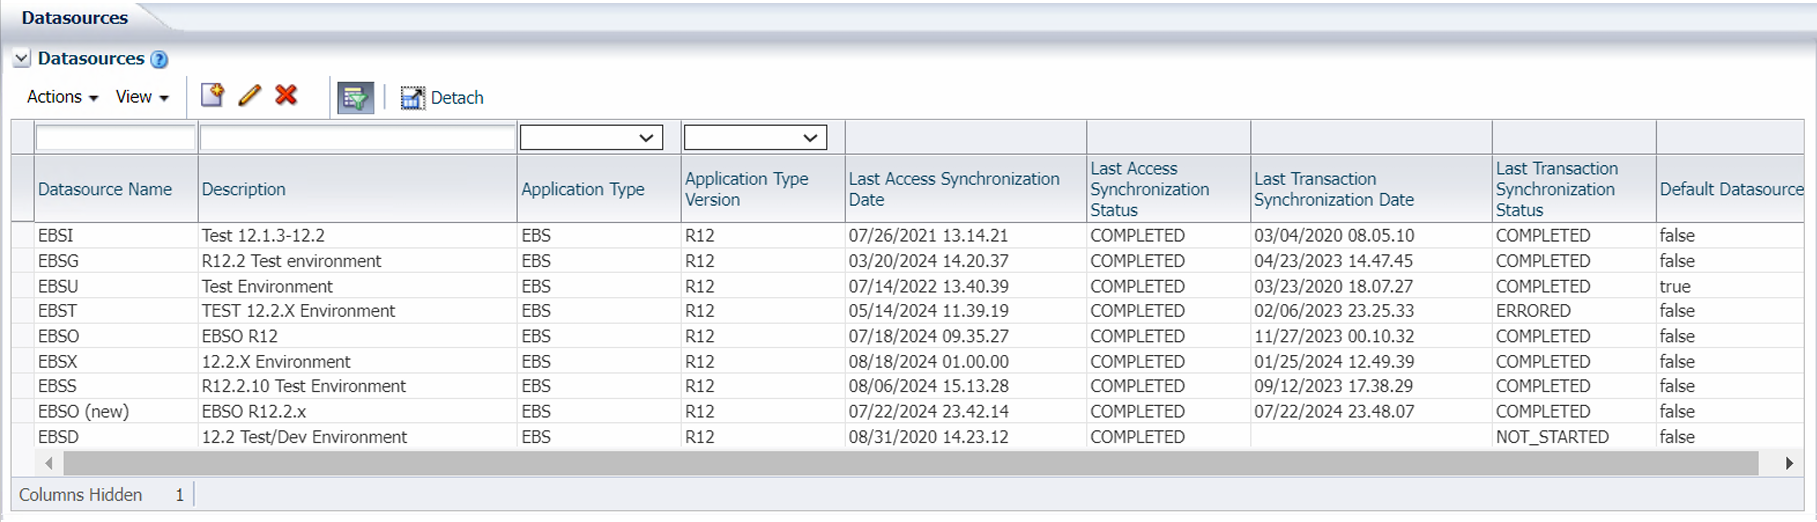 Datasources
Datasources ?
Actions View Detach
Datasource Name Description Application Type Application Type Version Last Access Synchronization Date Last Access Synchronization Status Last Transaction Synchronization Date Last Transaction Synchronization Status Default Datasource
EBSI Test 12.1.3-12.2 EBS R12 07/26/2021 13.14.21 COMPLETED 03/04/2020 08.05.10 COMPLETED false
EBSG R12.2 Test environment EBS R12 03/20/2024 14.20.37 COMPLETED 04/23/2023 14.47.45 COMPLETED false
EBSU Test Environment EBS R12 07/14/2022 13.40.39 COMPLETED 03/23/2020 18.07.27 COMPLETED true
EBST TEST 12.2.X Environment EBS R12 05/14/2024 11.39.19 COMPLETED 02/06/2023 23.25.33 ERRORED false
EBSO EBSO R12 EBS R12 07/18/2024 09.35.27 COMPLETED 11/27/2023 00.10.32 COMPLETED false
EBSX 12.2.X Environment EBS R12 08/18/2024 01.00.00 COMPLETED 01/25/2024 12.49.39 COMPLETED false
EBSS R12.2.10 Test Environment EBS R12 08/06/2024 15.13.28 COMPLETED 09/12/2023 17.38.29 COMPLETED false
EBSO (new) EBSO R12.2.x EBS R12 07/22/2024 23.42.14 COMPLETED 07/22/2024 23.48.07 COMPLETED false
EBSD 12.2 Test/Dev Environment EBS R12 08/31/2020 14.23.12 COMPLETED NOT_STARTED false
Columns Hidden 1